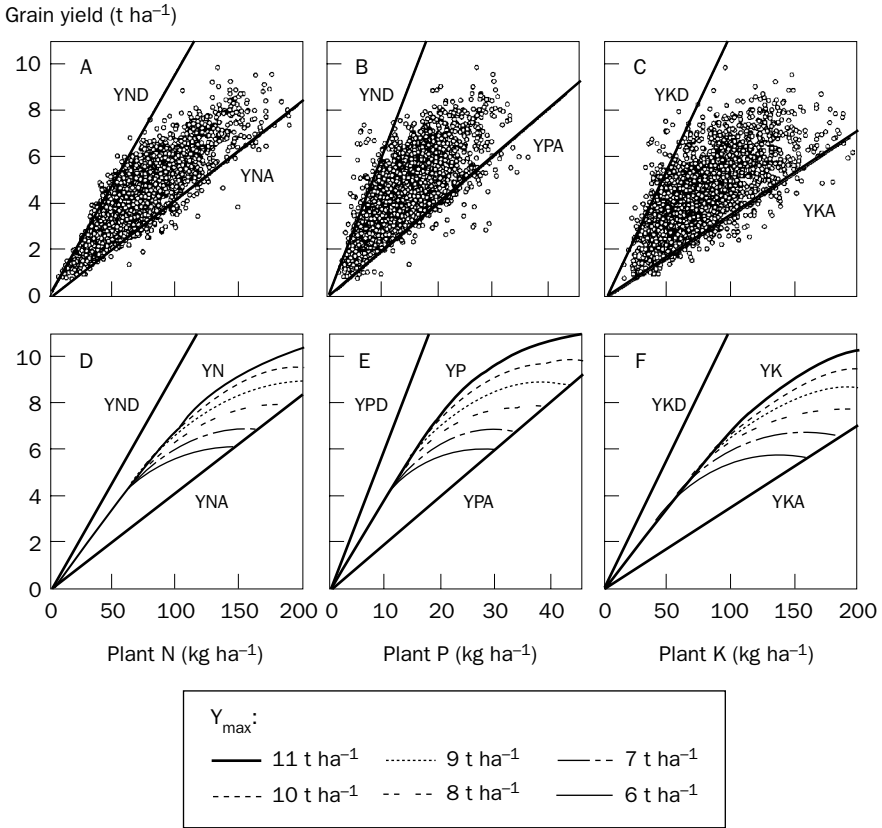 Grain yield (t ha⁻¹)
A B C
YND YND YKD
YNA YPA YKA
10
8
6
4
2
0
D E F
YN YP YK
YND YPD YKD
YNA YPA YKA
10
8
6
4
2
0
0 50 100 150 200 0 10 20 30 40 0 50 100 150 200
Plant N (kg ha⁻¹) Plant P (kg ha⁻¹) Plant K (kg ha⁻¹)
Yₘₐₓ:
11 t ha⁻¹ 9 t ha⁻¹ 7 t ha⁻¹
10 t ha⁻¹ 8 t ha⁻¹ 6 t ha⁻¹